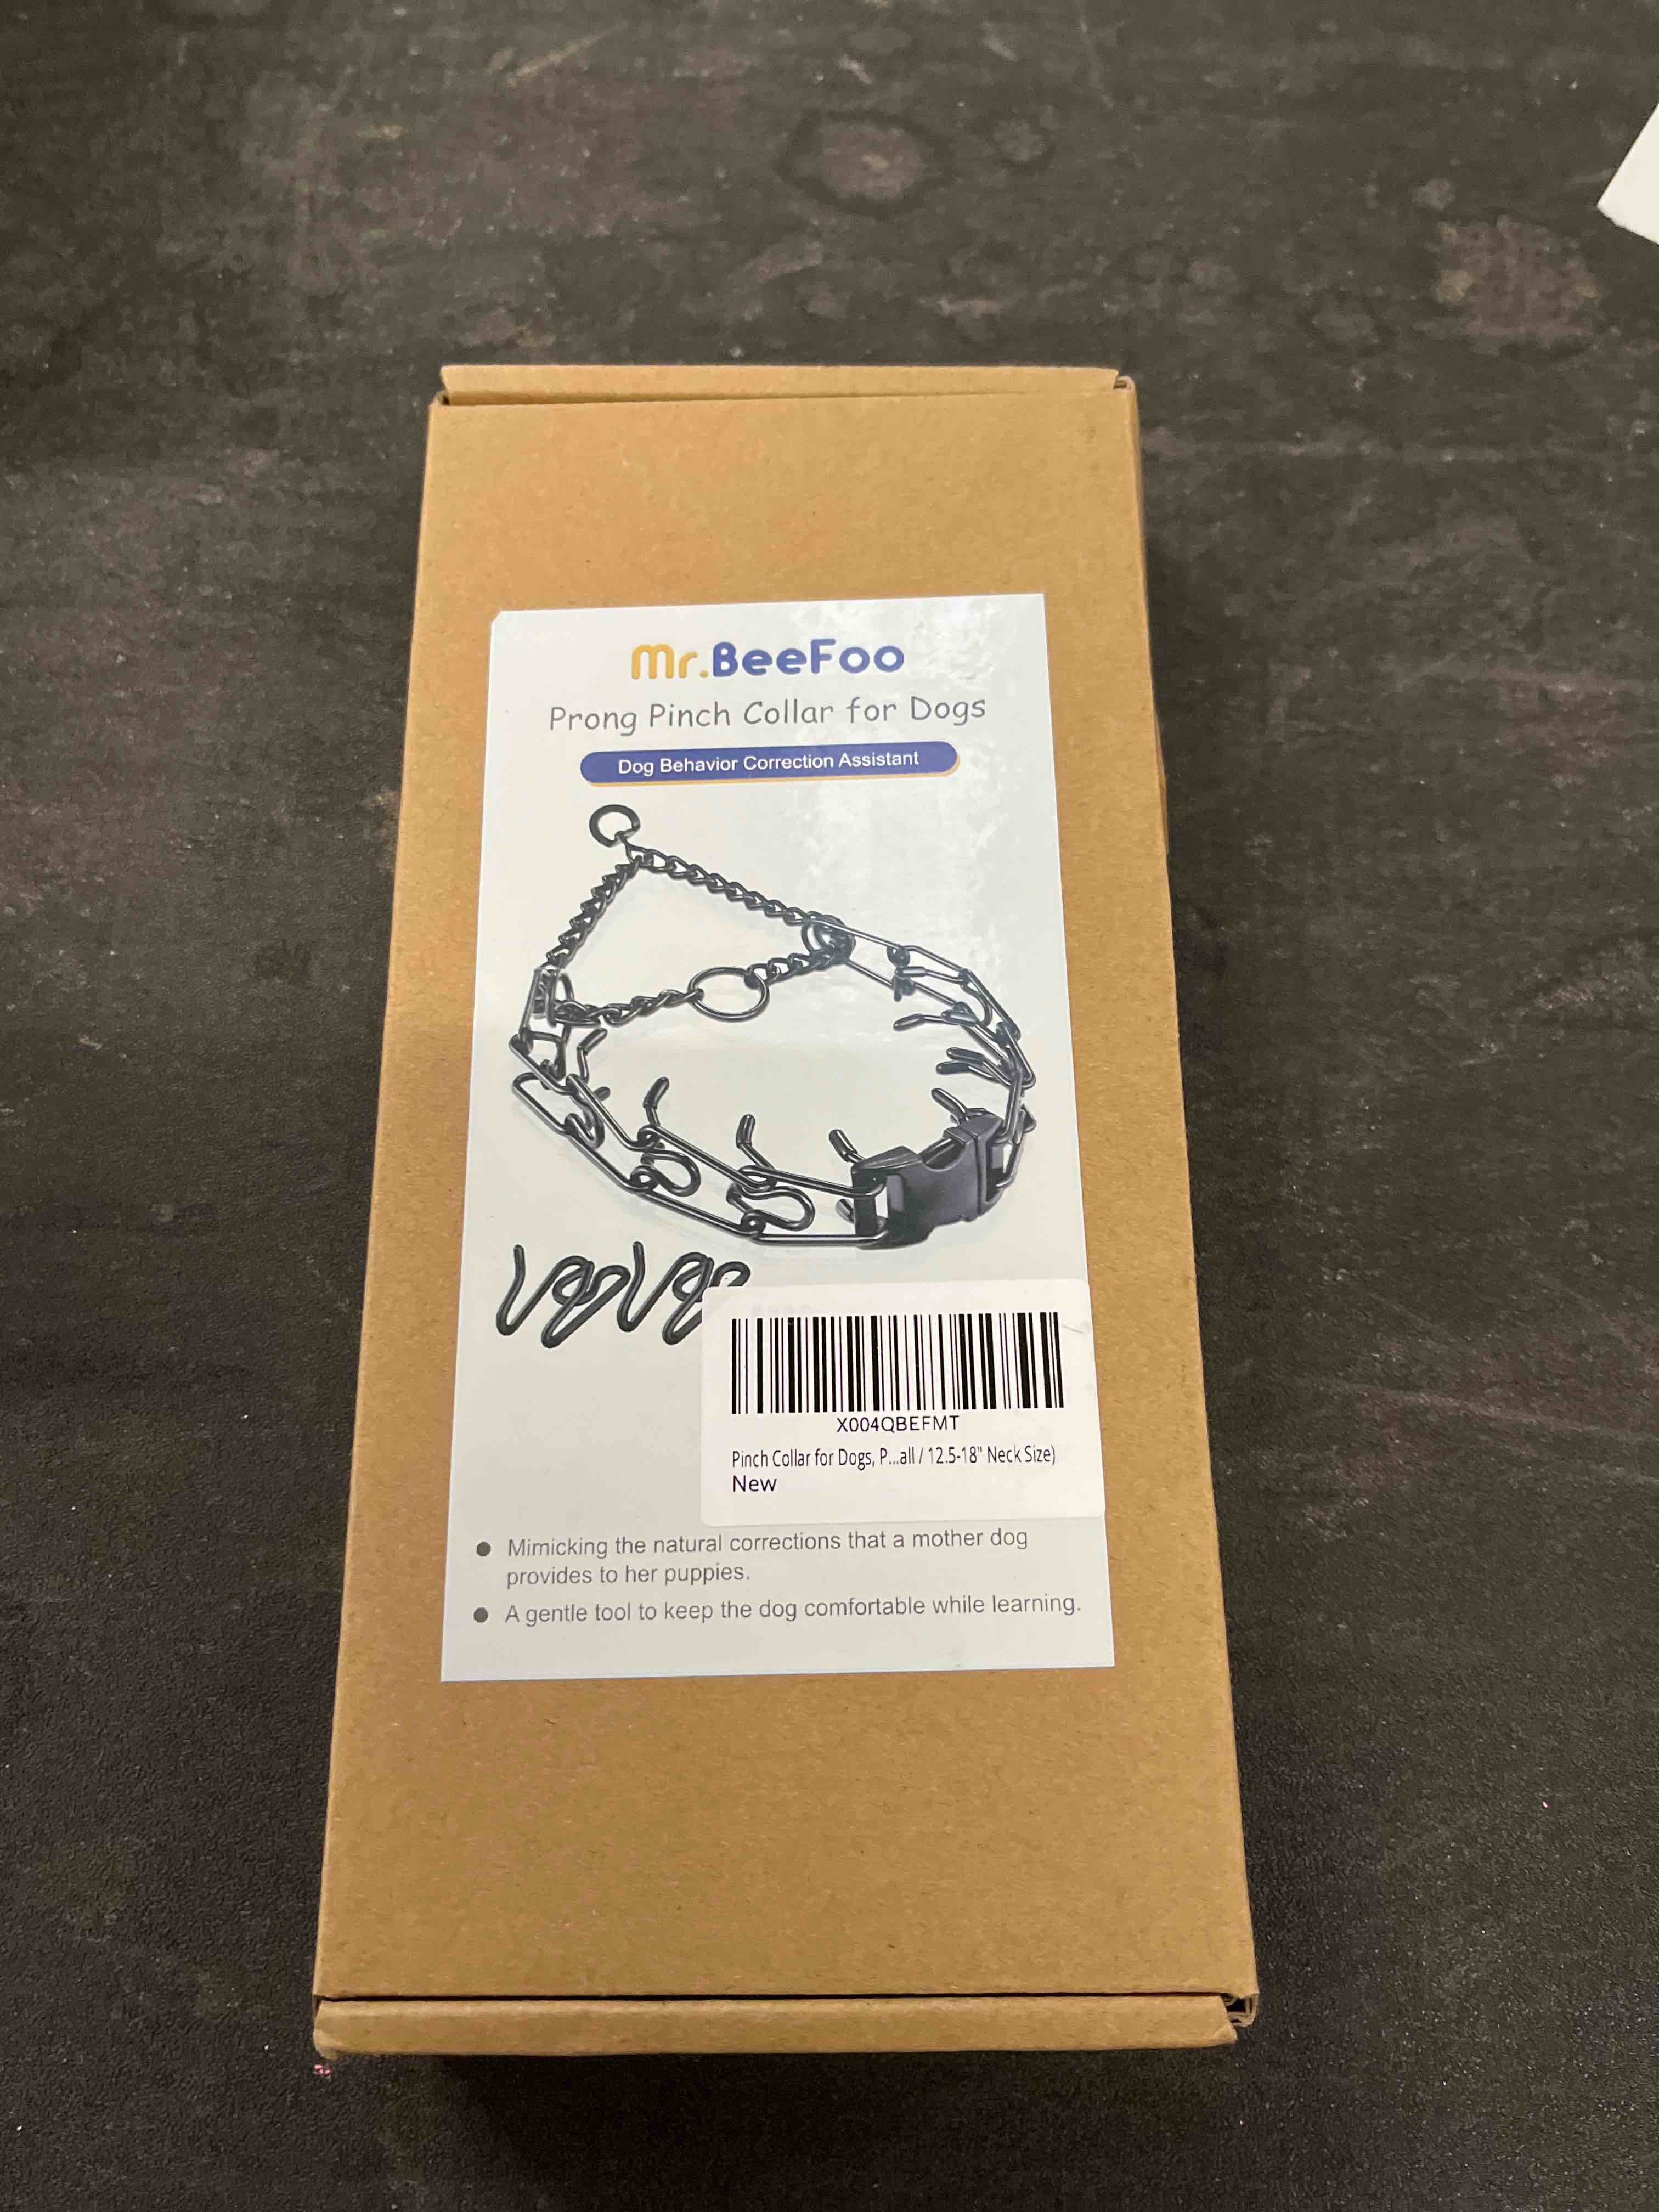 Mr.BeeFoo
Prong Pinch Collar for Dogs
Dog Behavior Correction Assistant
X004QBEFMT
Pinch Collar for Dogs, P...all / 12.5-18" Neck Size)
New
● Mimicking the natural corrections that a mother dog
provides to her puppies.
● A gentle tool to keep the dog comfortable while learning.